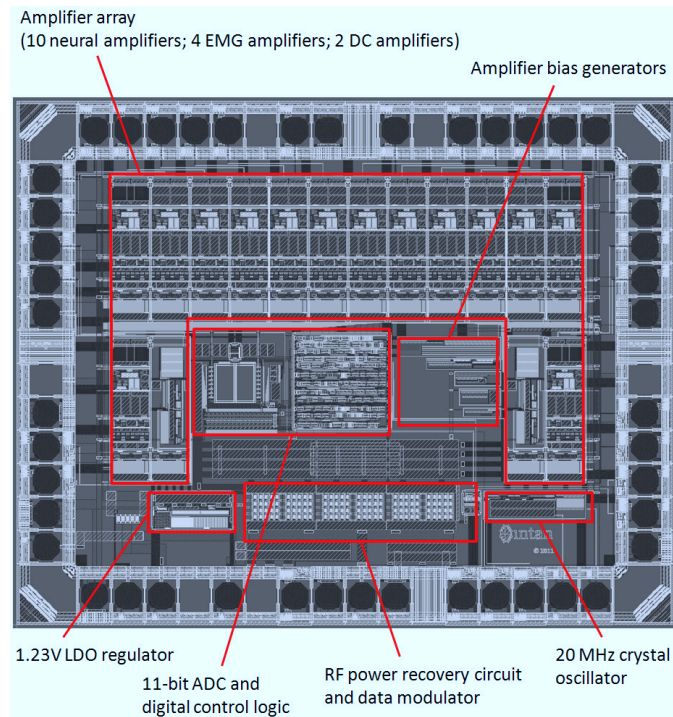 Amplifier array
(10 neural amplifiers; 4 EMG amplifiers; 2 DC amplifiers)
Amplifier bias generators
intan
© 2011
1.23V LDO regulator
11-bit ADC and
digital control logic
RF power recovery circuit
and data modulator
20 MHz crystal
oscillator